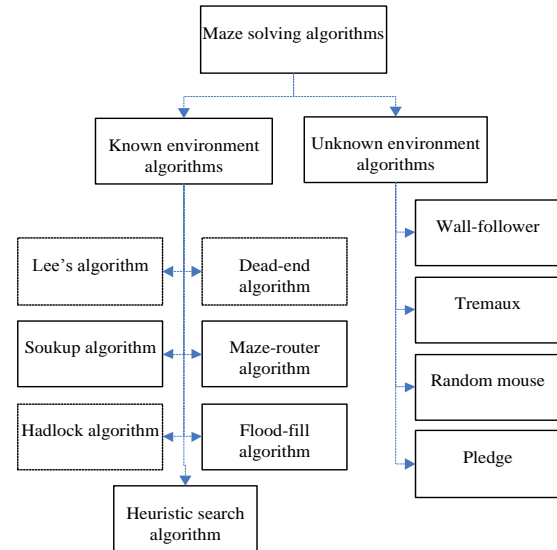 Maze solving algorithms
Known environment
algorithms
Unknown environment
algorithms
Lee's algorithm
Dead-end
algorithm
Soukup algorithm
Maze-router
algorithm
Hadlock algorithm
Flood-fill
algorithm
Heuristic search
algorithm
Wall-follower
Tremaux
Random mouse
Pledge